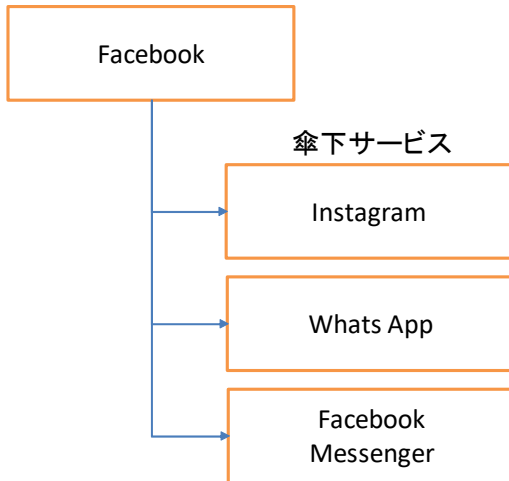 Facebook
傘下サービス
Instagram
Whats App
Facebook
Messenger